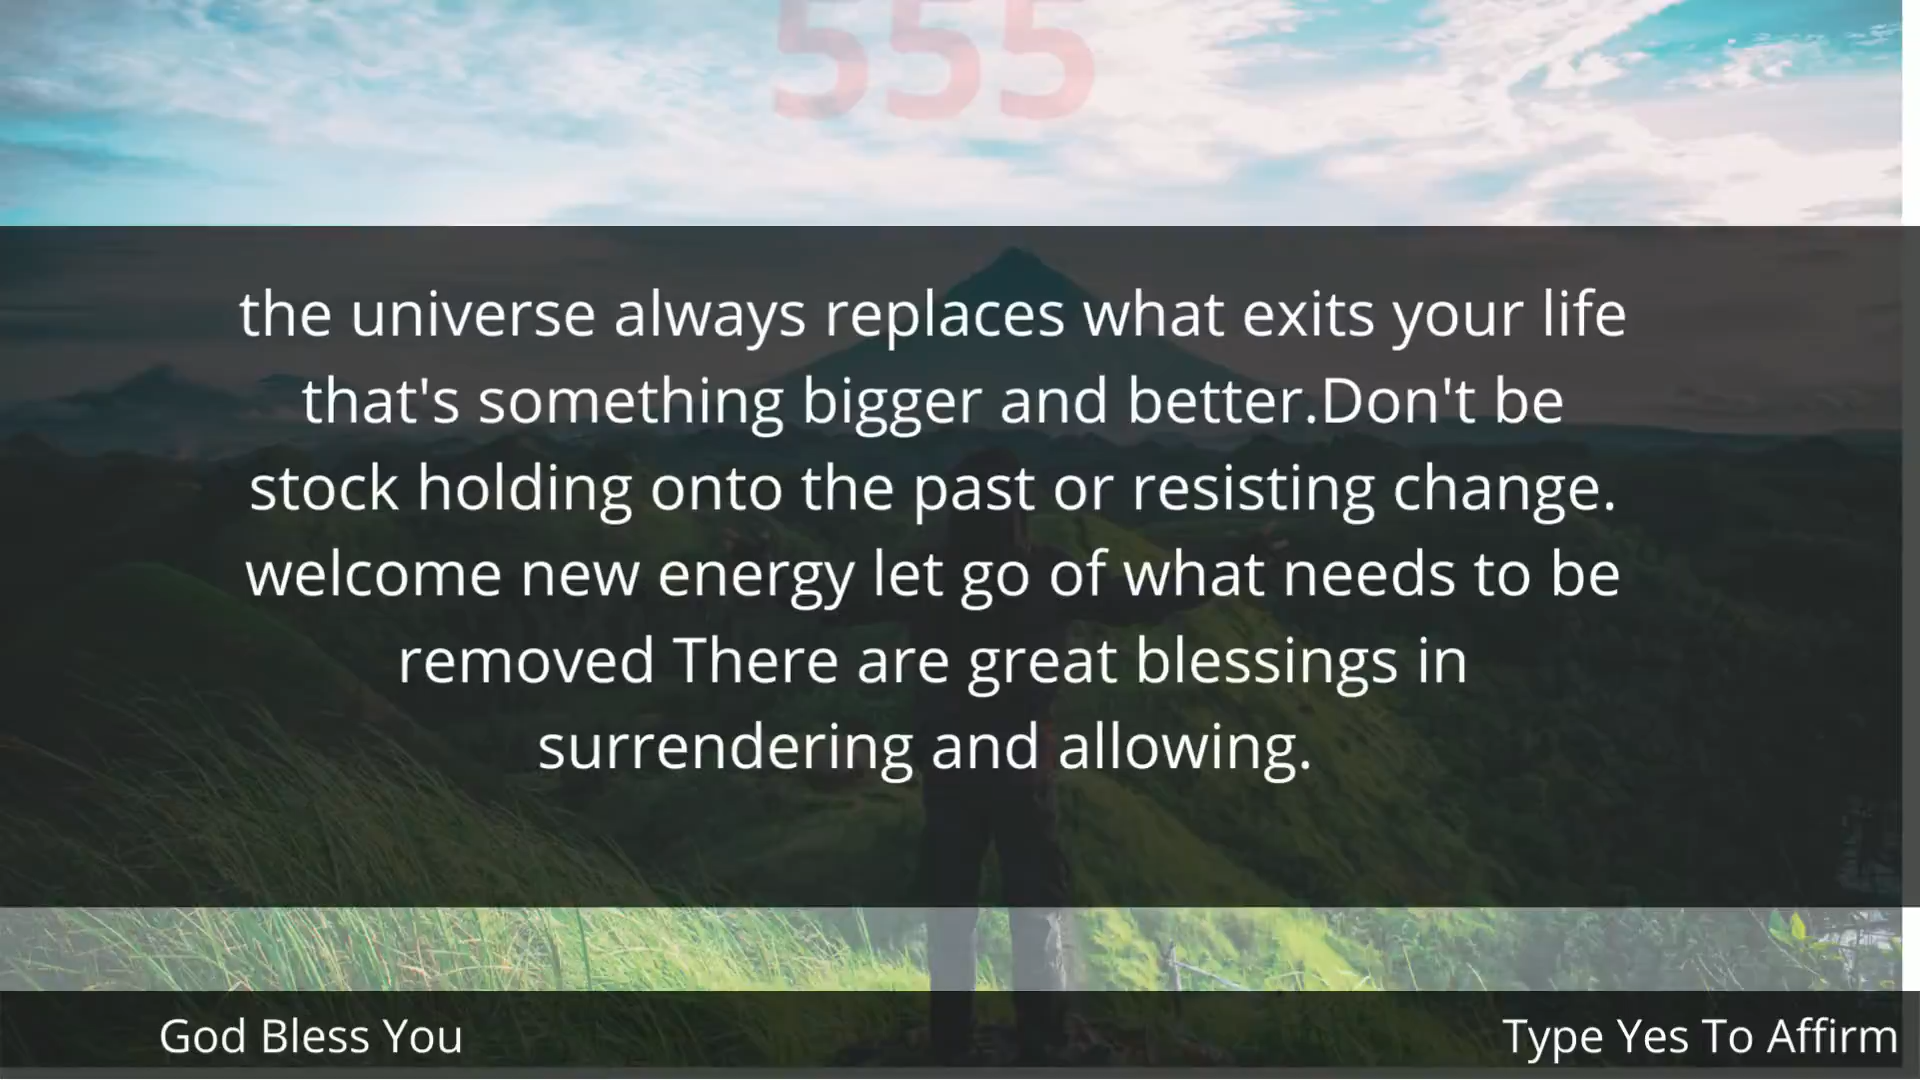 555
the universe always replaces what exits your life
that's something bigger and better.Don't be
stock holding onto the past or resisting change.
welcome new energy let go of what needs to be
removed There are great blessings in
surrendering and allowing.
God Bless You
Type Yes To Affirm